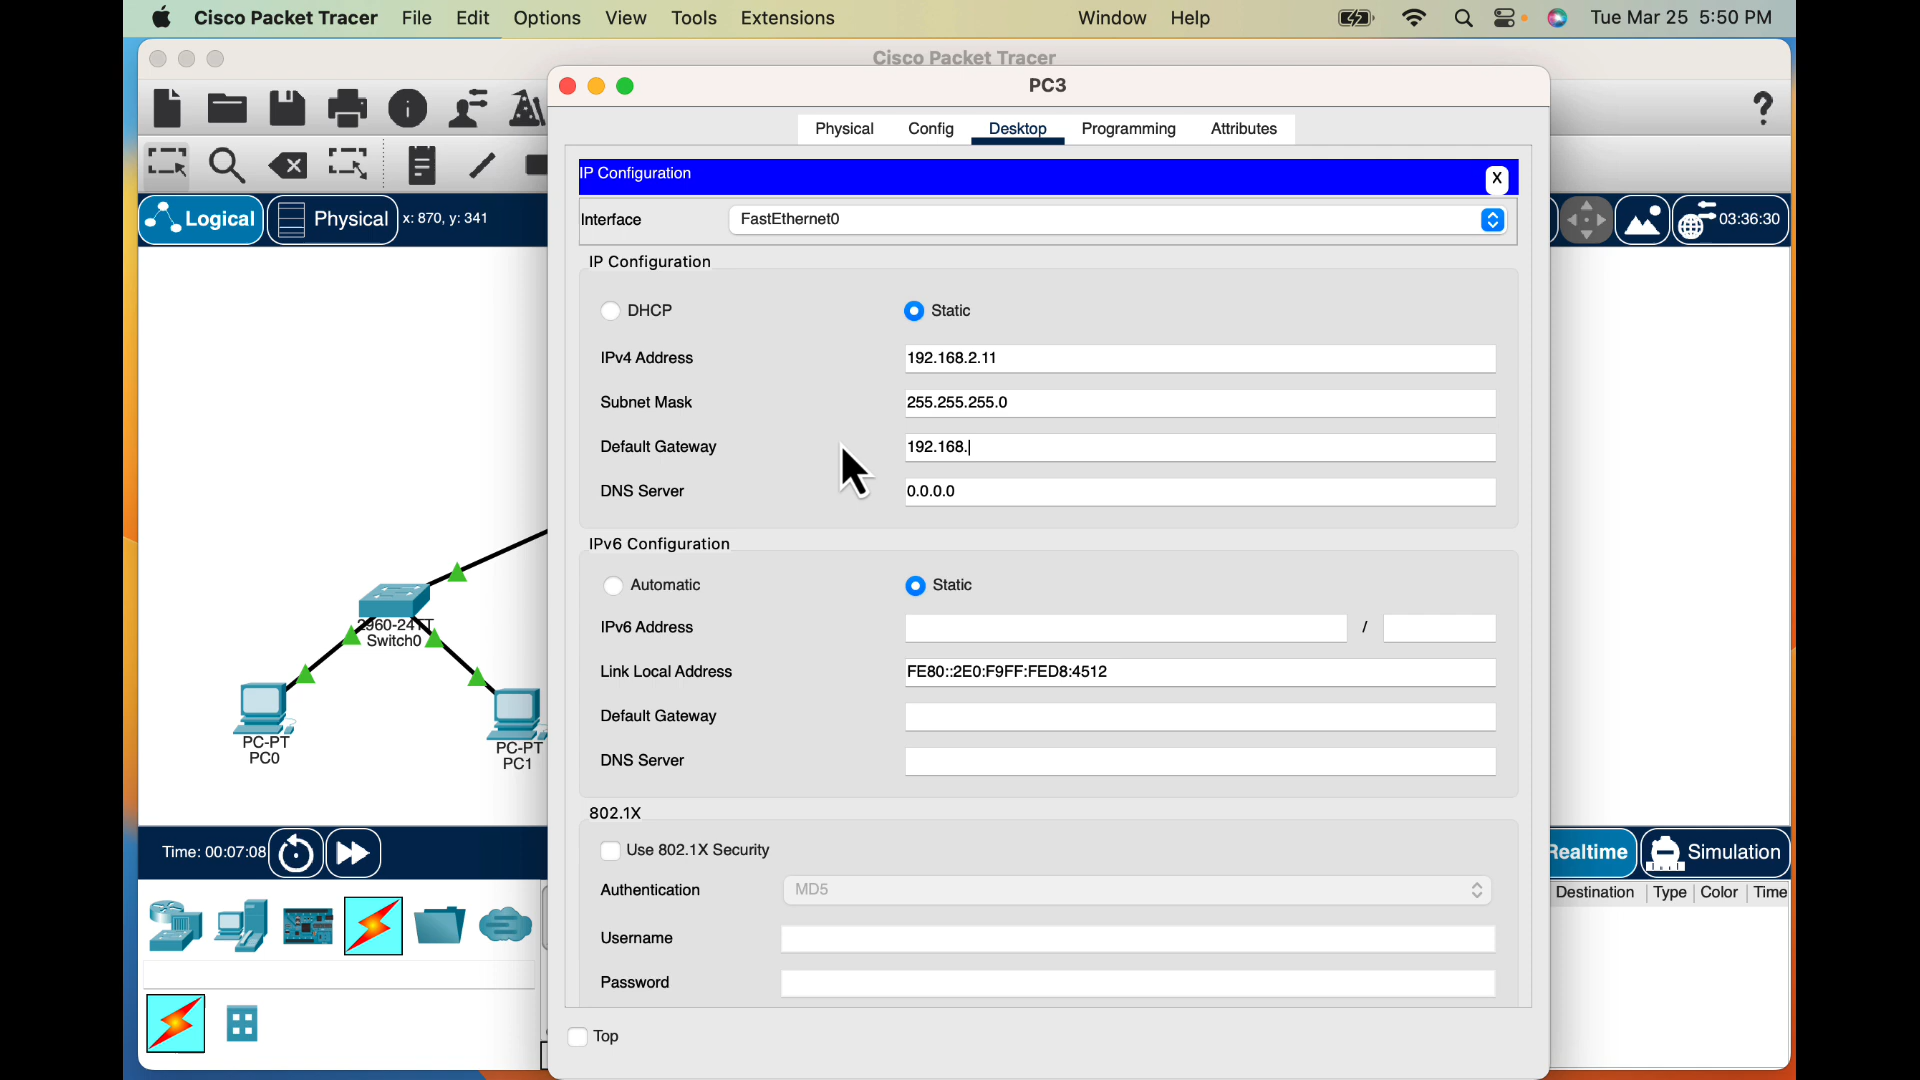 Cisco Packet Tracer File Edit Options View Tools Extensions Window Help Tue Mar 25 5:50 PM
Cisco Packet Tracer
PC3
Physical Config Desktop Programming Attributes
IP Configuration
X
Interface FastEthernet0
Logical Physical x: 870, y: 341
03:36:30
IP Configuration
DHCP Static
IPv4 Address 192.168.2.11
Subnet Mask 255.255.255.0
Default Gateway 192.168.
DNS Server 0.0.0.0
IPv6 Configuration
Automatic Static
IPv6 Address /
Link Local Address FE80::2E0:F9FF:FED8:4512
Default Gateway
DNS Server
802.1X
Use 802.1X Security
Authentication MD5
Username
Password
Top
2960-24TT
Switch0
PC-PT
PC0
PC-PT
PC1
Time: 00:07:08
Realtime Simulation
Destination Type Color Time